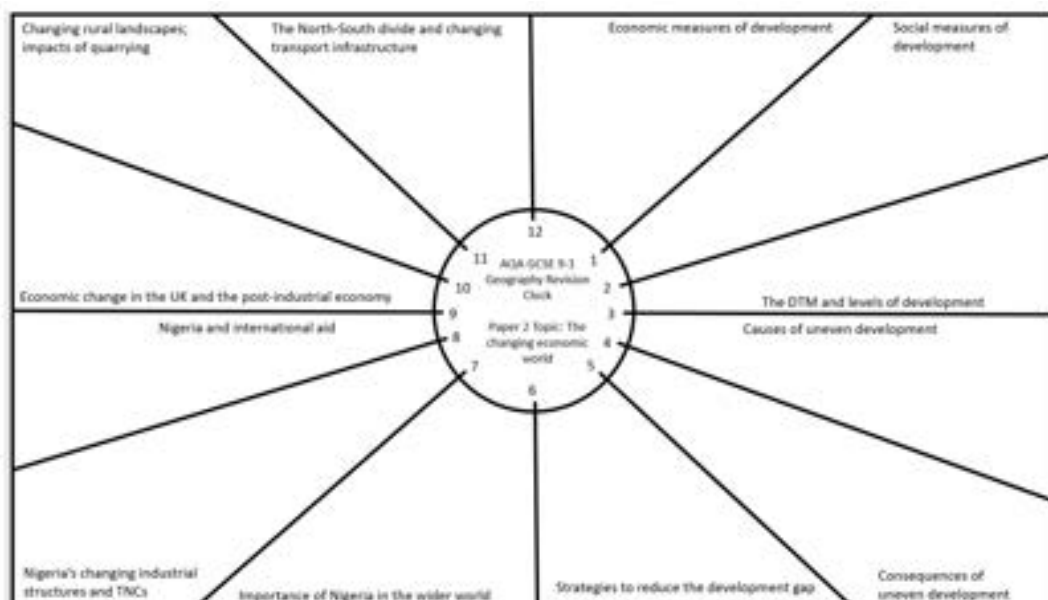 Changing rural landscapes;
impacts of quarrying
The North-South divide and changing
transport infrastructure
Economic measures of development
Social measures of
development
12
11
1
AQA GCSE 9-1
Geography Revision
Clock
10
2
Economic change in the UK and the post-industrial economy
The DTM and levels of development
9
3
Nigeria and international aid
Paper 2 Topic: The
changing economic
world
Causes of uneven development
8
4
7
5
6
Nigeria's changing industrial
structures and TNCs
Importance of Nigeria in the wider world
Strategies to reduce the development gap
Consequences of
uneven development